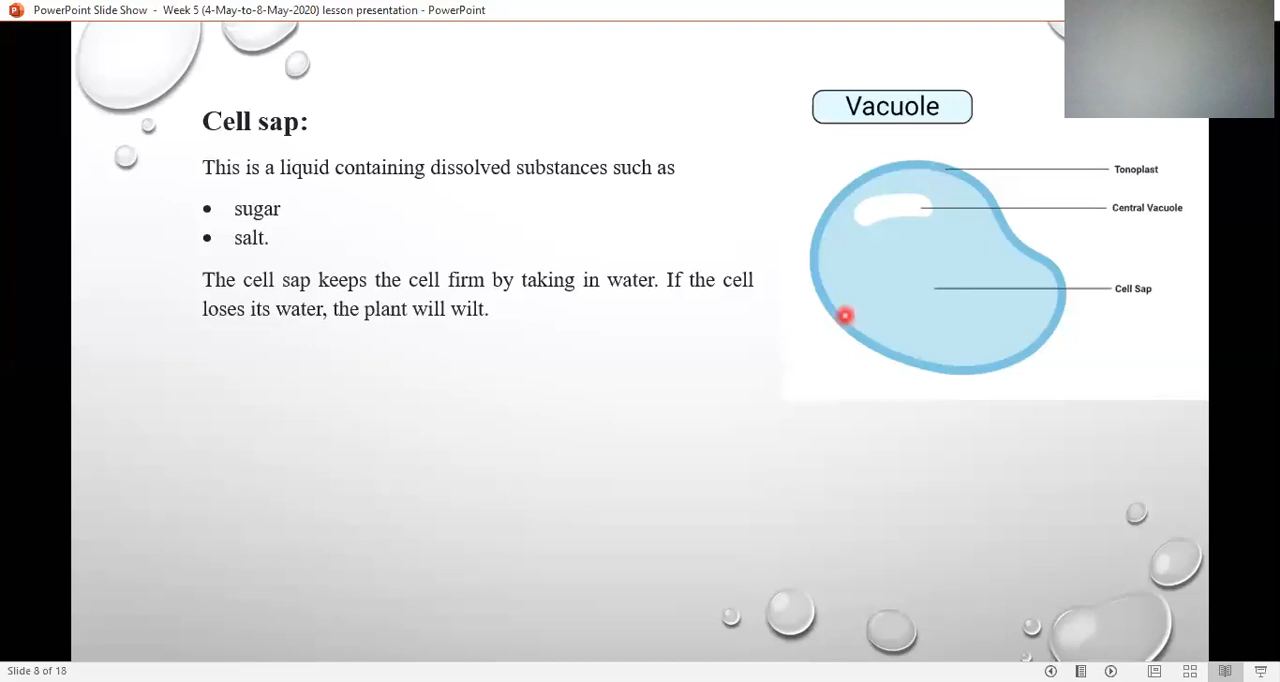 PowerPoint Slide Show - Week 5 (4-May-to-8-May-2020) lesson presentation - PowerPoint
Cell sap:
This is a liquid containing dissolved substances such as
• sugar
• salt.
The cell sap keeps the cell firm by taking in water. If the cell
loses its water, the plant will wilt.
Vacuole
Tonoplast
Central Vacuole
Cell Sap
Slide 8 of 18